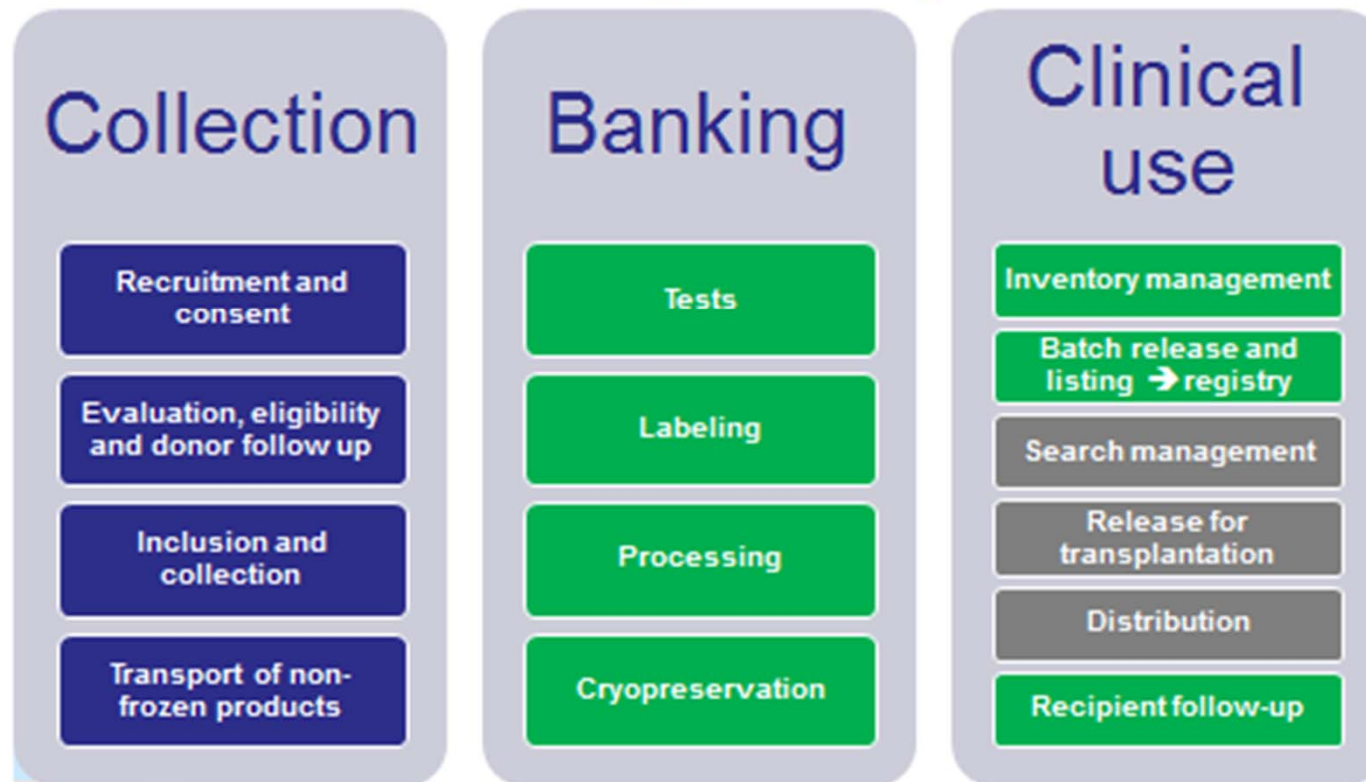 Collection
Recruitment and
consent
Evaluation, eligibility
and donor follow up
Inclusion and
collection
Transport of non-
frozen products
Banking
Tests
Labeling
Processing
Cryopreservation
Clinical
use
Inventory management
Batch release and
listing ➔ registry
Search management
Release for
transplantation
Distribution
Recipient follow-up